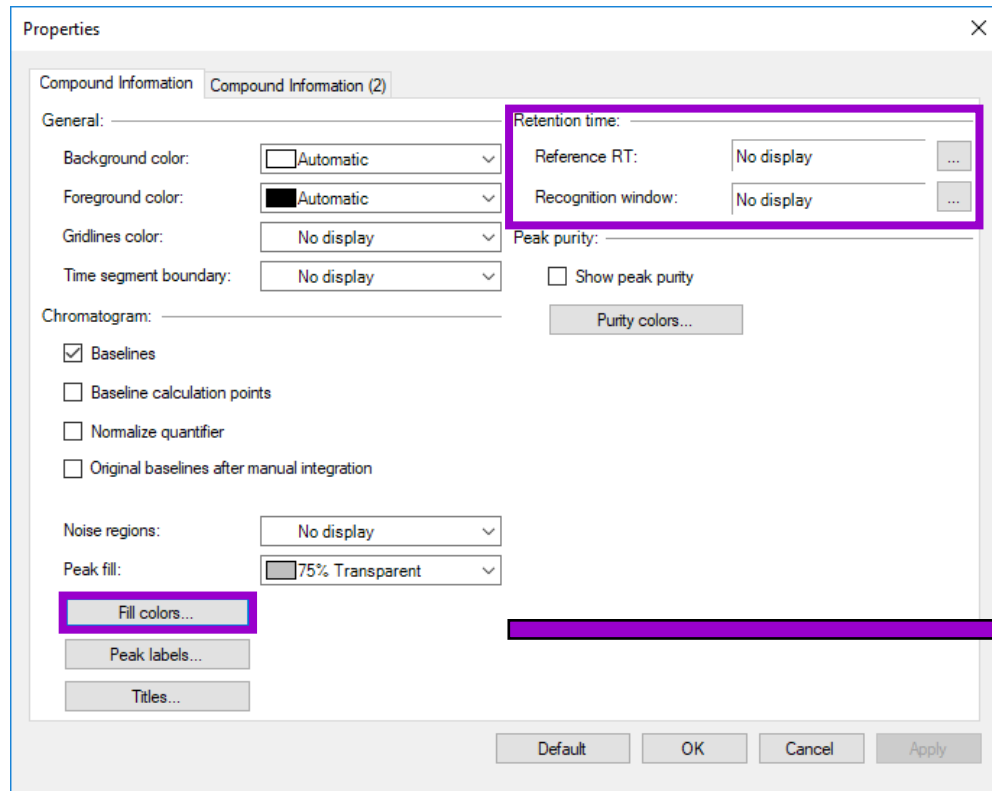 Properties
Compound Information
Compound Information (2)
General:
Background color:
Automatic
Foreground color:
Automatic
Gridlines color:
No display
Time segment boundary:
No display
Chromatogram:
Baselines
Baseline calculation points
Normalize quantifier
Original baselines after manual integration
Noise regions:
No display
Peak fill:
75% Transparent
Fill colors...
Peak labels...
Titles...
Retention time:
Reference RT:
No display
...
Recognition window:
No display
...
Peak purity:
Show peak purity
Purity colors...
Default
OK
Cancel
Apply